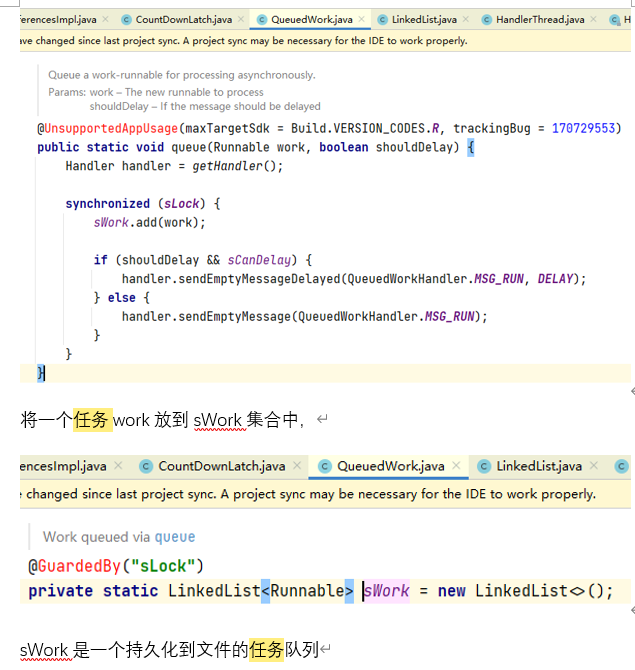 ferencesImpl.java CountDownLatch.java QueuedWork.java LinkedList.java HandlerThread.java H
ave changed since last project sync. A project sync may be necessary for the IDE to work properly.
Queue a work-runnable for processing asynchronously.
Params: work – The new runnable to process
shouldDelay – If the message should be delayed
@UnsupportedAppUsage(maxTargetSdk = Build.VERSION_CODES.R, trackingBug = 170729553)
public static void queue(Runnable work, boolean shouldDelay) {
Handler handler = getHandler();
synchronized (sLock) {
sWork.add(work);
if (shouldDelay && sCanDelay) {
handler.sendEmptyMessageDelayed(QueuedWorkHandler.MSG_RUN, DELAY);
} else {
handler.sendEmptyMessage(QueuedWorkHandler.MSG_RUN);
}
}
}
将一个任务 work 放到 sWork 集合中，
encesImpl.java CountDownLatch.java QueuedWork.java LinkedList.java
e changed since last project sync. A project sync may be necessary for the IDE to work properly.
Work queued via queue
@GuardedBy("sLock")
private static LinkedList<Runnable> sWork = new LinkedList<>();
sWork 是一个持久化到文件的任务队列